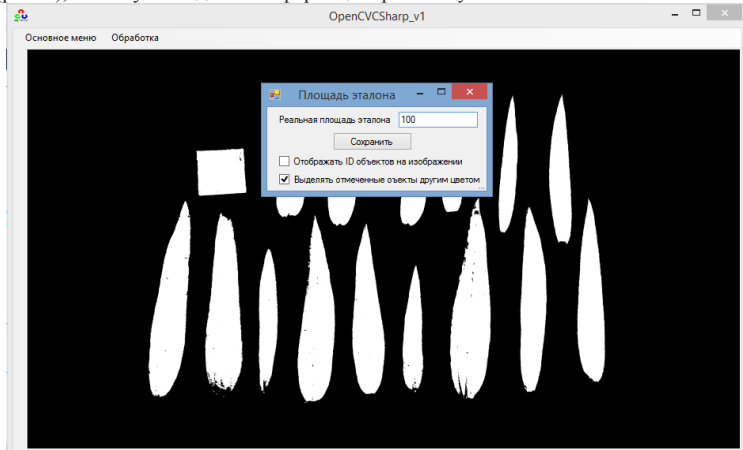 OpenCVCSharp_v1
Основное меню Обработка
Площадь эталона
Реальная площадь эталона 100
Сохранить
Отображать ID объектов на изображении
Выделять отмеченные оъекты другим цветом